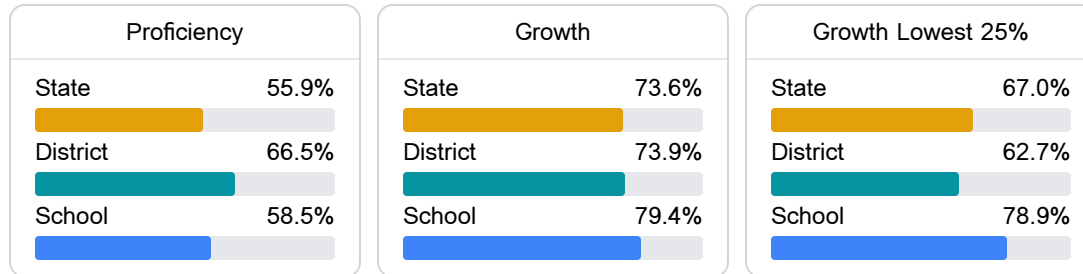 Proficiency
State 55.9%
District 66.5%
School 58.5%
Growth
State 73.6%
District 73.9%
School 79.4%
Growth Lowest 25%
State 67.0%
District 62.7%
School 78.9%